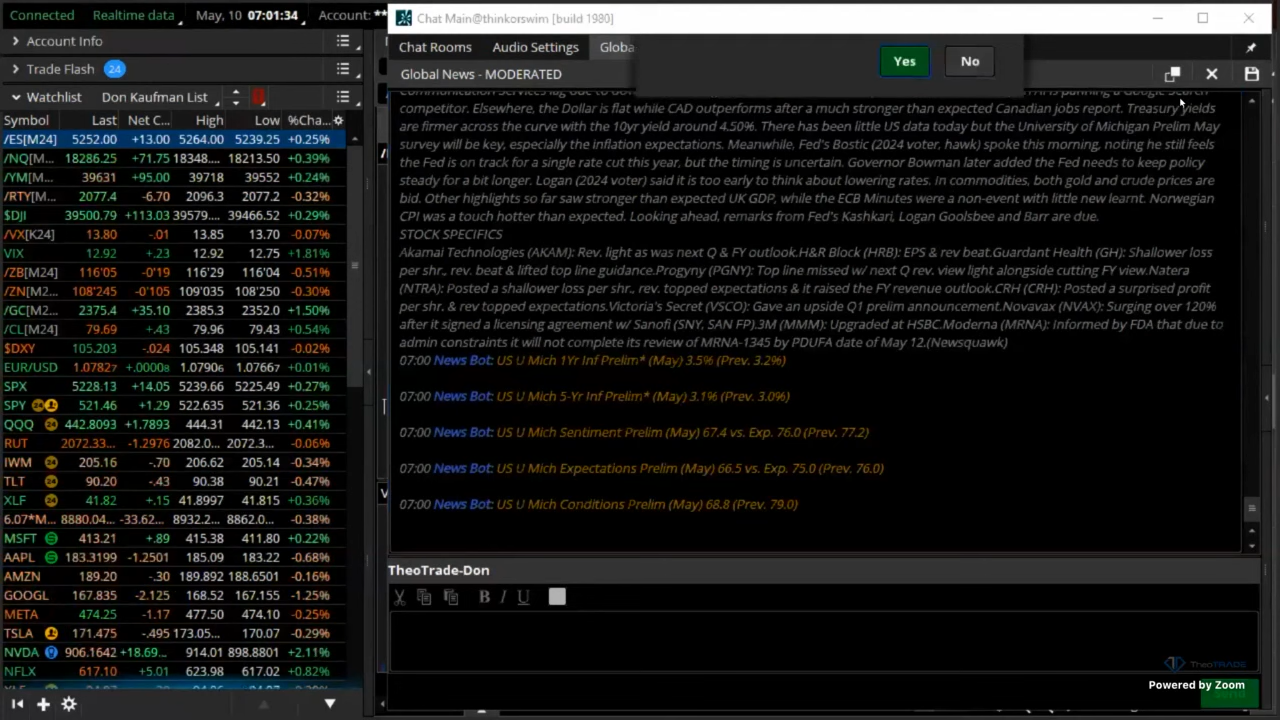 Connected Realtime data May, 10 07:01:34 Account: **
Chat Main@thinkorswim [build 1980]
Account Info
Chat Rooms Audio Settings Globa
Yes No
Trade Flash 24
Global News - MODERATED
Watchlist Don Kaufman List
Symbol Last Net C... High Low %Cha...
/ES[M24] 5252.00 +13.00 5264.00 5239.25 +0.25%
/NQ[M... 18286.25 +71.75 18348.... 18213.50 +0.39%
/YM[M... 39631 +95.00 39718 39552 +0.24%
/RTY[M... 2077.4 -6.70 2096.3 2077.2 -0.32%
$DJI 39500.79 +113.03 39579.... 39466.52 +0.29%
/VX[K24] 13.80 -.01 13.85 13.70 -0.07%
VIX 12.92 +.23 12.92 12.75 +1.81%
/ZB[M24] 116'05 -0'19 116'29 116'04 -0.51%
/ZN[M2... 108'245 -0'105 109'035 108'250 -0.30%
/GC[M2... 2375.4 +35.10 2385.3 2352.0 +1.50%
/CL[M24] 79.69 +.43 79.96 79.43 +0.54%
$DXY 105.203 -.024 105.348 105.141 -0.02%
EUR/USD 1.07827 +.00008 1.07906 1.07667 +0.01%
SPX 5228.13 +14.05 5239.66 5225.49 +0.27%
SPY 521.46 +1.29 522.635 521.36 +0.25%
QQQ 442.8093 +1.7893 444.31 442.13 +0.41%
RUT 2072.33... -1.2976 2082.0... 2072.3... -0.06%
IWM 205.16 -.70 206.62 205.14 -0.34%
TLT 90.20 -.43 90.38 90.21 -0.47%
XLF 41.82 +.15 41.8997 41.815 +0.36%
6.07*M... 8880.04... -33.62... 8932.2... 8862.0... -0.38%
MSFT 413.21 +.89 415.38 411.80 +0.22%
AAPL 183.3199 -1.2501 185.09 183.22 -0.68%
AMZN 189.20 -.30 189.892 188.6501 -0.16%
GOOGL 167.835 -2.125 168.52 167.155 -1.25%
META 474.25 -1.17 477.50 474.10 -0.25%
TSLA 171.475 -.495 173.05... 170.07 -0.29%
NVDA 906.1642 +18.69... 914.01 898.8801 +2.11%
NFLX 617.10 +5.01 623.98 617.02 +0.82%
competitor. Elsewhere, the Dollar is flat while CAD outperforms after a much stronger than expected Canadian jobs report. Treasury yields
are firmer across the curve with the 10yr yield around 4.50%. There has been little US data today but the University of Michigan Prelim May
survey will be key, especially the inflation expectations. Meanwhile, Fed's Bostic (2024 voter, hawk) spoke this morning, noting he still feels
the Fed is on track for a single rate cut this year, but the timing is uncertain. Governor Bowman later added the Fed needs to keep policy
steady for a bit longer. Logan (2024 voter) said it is too early to think about lowering rates. In commodities, both gold and crude prices are
bid. Other highlights so far saw stronger than expected UK GDP, while the ECB Minutes were a non-event with little new learnt. Norwegian
CPI was a touch hotter than expected. Looking ahead, remarks from Fed's Kashkari, Logan Goolsbee and Barr are due.
STOCK SPECIFICS
Akamai Technologies (AKAM): Rev. light as was next Q & FY outlook.H&R Block (HRB): EPS & rev beat.Guardant Health (GH): Shallower loss
per shr., rev. beat & lifted top line guidance.Progyny (PGNY): Top line missed w/ next Q rev. view light alongside cutting FY view.Natera
(NTRA): Posted a shallower loss per shr., rev. topped expectations & it raised the FY revenue outlook.CRH (CRH): Posted a surprised profit
per shr. & rev topped expectations.Victoria's Secret (VSCO): Gave an upside Q1 prelim announcement.Novavax (NVAX): Surging over 120%
after it signed a licensing agreement w/ Sanofi (SNY, SAN FP).3M (MMM): Upgraded at HSBC.Moderna (MRNA): Informed by FDA that due to
admin constraints it will not complete its review of MRNA-1345 by PDUFA date of May 12.(Newsquawk)
07:00 News Bot: US U Mich 1Yr Inf Prelim* (May) 3.5% (Prev. 3.2%)
07:00 News Bot: US U Mich 5-Yr Inf Prelim* (May) 3.1% (Prev. 3.0%)
07:00 News Bot: US U Mich Sentiment Prelim (May) 67.4 vs. Exp. 76.0 (Prev. 77.2)
07:00 News Bot: US U Mich Expectations Prelim (May) 66.5 vs. Exp. 75.0 (Prev. 76.0)
07:00 News Bot: US U Mich Conditions Prelim (May) 68.8 (Prev. 79.0)
TheoTrade-Don
B I U
THEOTRADE
Powered by Zoom